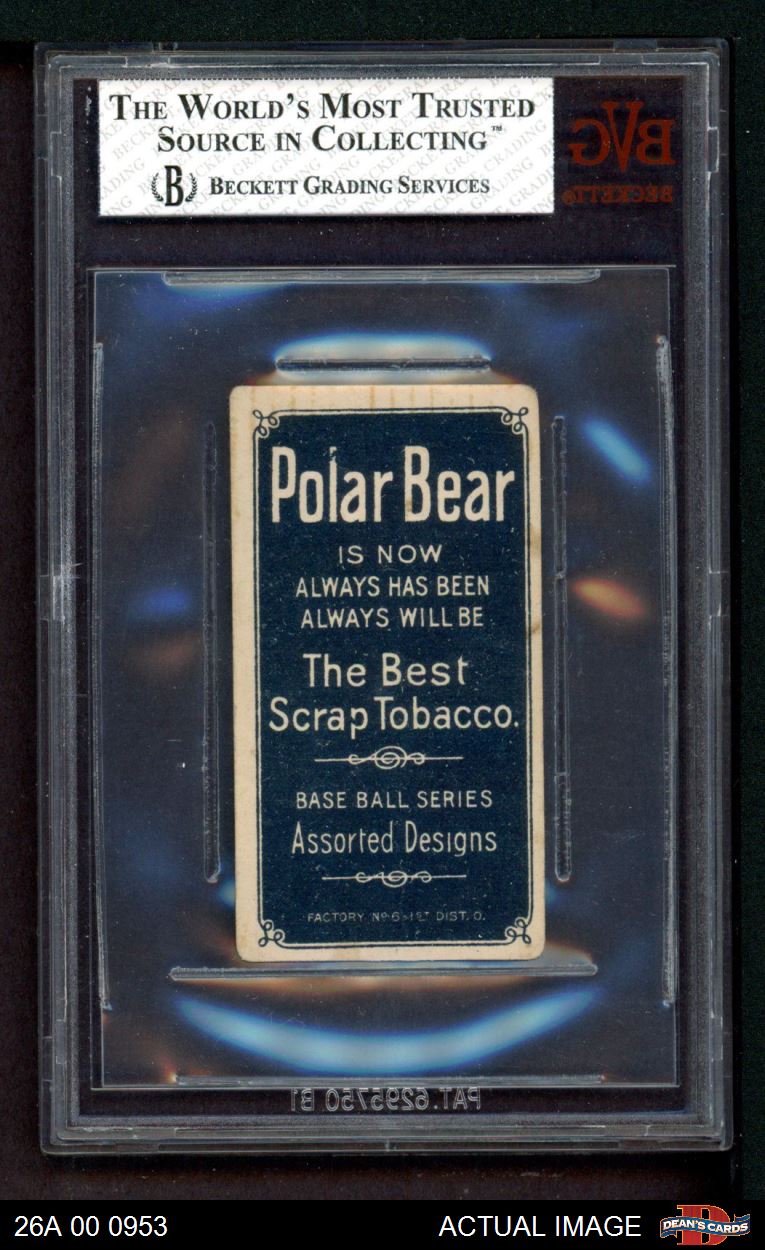 THE WORLD'S MOST TRUSTED
SOURCE IN COLLECTING™
B BECKETT GRADING SERVICES
BVG
BECKETT®
Polar Bear
IS NOW
ALWAYS HAS BEEN
ALWAYS WILL BE
The Best
Scrap Tobacco.
BASE BALL SERIES
Assorted Designs
FACTORY Nº 6-1ST DIST. O.
PAT.6295750 B1
26A 00 0953
ACTUAL IMAGE
D
DEAN'S CARDS